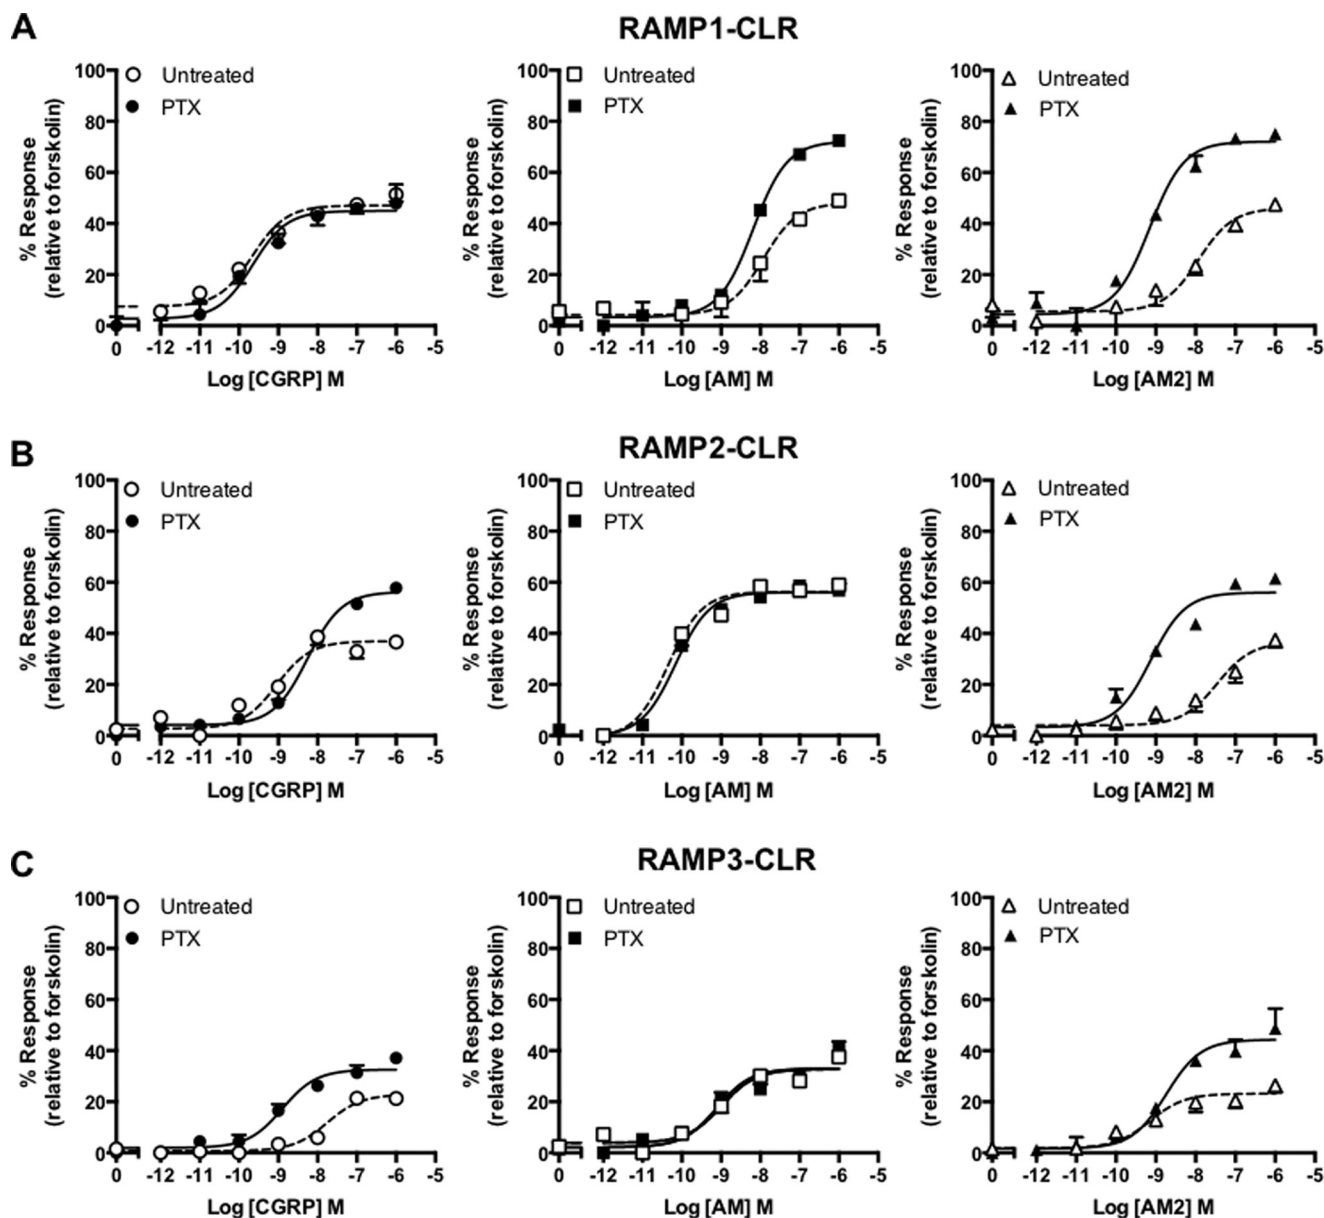 A
RAMP1-CLR
Untreated
PTX
% Response
(relative to forskolin)
100
80
60
40
20
0
0 -12 -11 -10 -9 -8 -7 -6 -5
Log [CGRP] M
Untreated
PTX
% Response
(relative to forskolin)
100
80
60
40
20
0
0 -12 -11 -10 -9 -8 -7 -6 -5
Log [AM] M
Untreated
PTX
% Response
(relative to forskolin)
100
80
60
40
20
0
0 -12 -11 -10 -9 -8 -7 -6 -5
Log [AM2] M
B
RAMP2-CLR
Untreated
PTX
% Response
(relative to forskolin)
100
80
60
40
20
0
0 -12 -11 -10 -9 -8 -7 -6 -5
Log [CGRP] M
Untreated
PTX
% Response
(relative to forskolin)
100
80
60
40
20
0
0 -12 -11 -10 -9 -8 -7 -6 -5
Log [AM] M
Untreated
PTX
% Response
(relative to forskolin)
100
80
60
40
20
0
0 -12 -11 -10 -9 -8 -7 -6 -5
Log [AM2] M
C
RAMP3-CLR
Untreated
PTX
% Response
(relative to forskolin)
100
80
60
40
20
0
0 -12 -11 -10 -9 -8 -7 -6 -5
Log [CGRP] M
Untreated
PTX
% Response
(relative to forskolin)
100
80
60
40
20
0
0 -12 -11 -10 -9 -8 -7 -6 -5
Log [AM] M
Untreated
PTX
% Response
(relative to forskolin)
100
80
60
40
20
0
0 -12 -11 -10 -9 -8 -7 -6 -5
Log [AM2] M